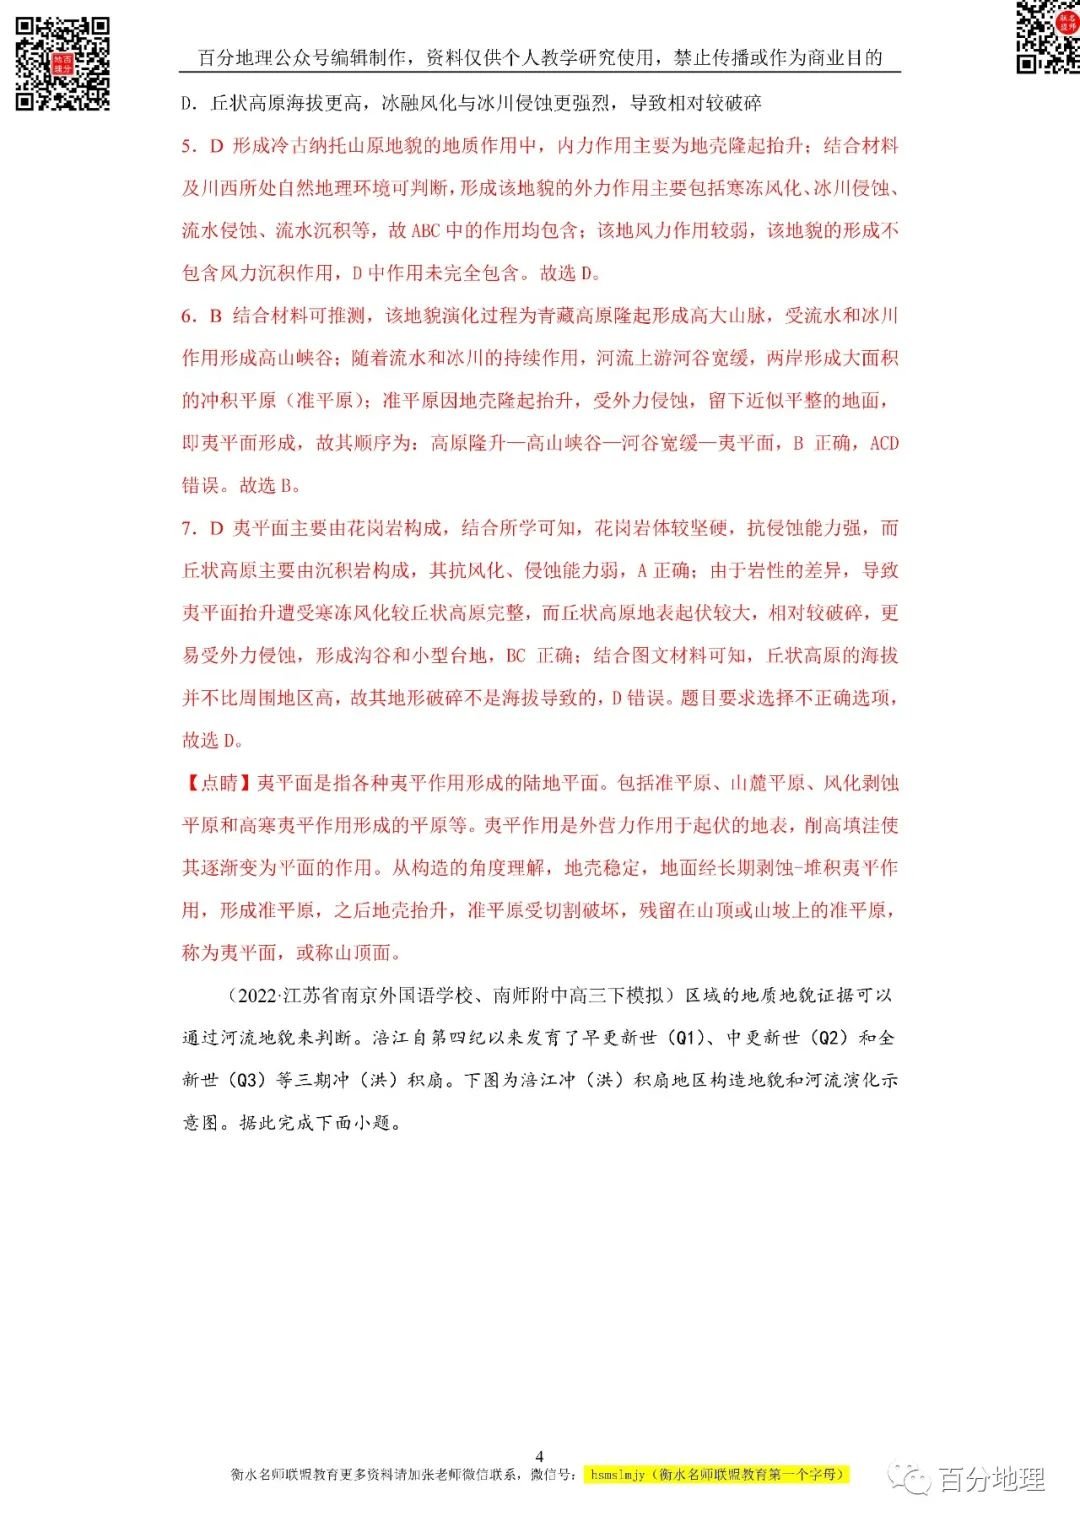 百分地理公众号编辑制作，资料仅供个人教学研究使用，禁止传播或作为商业目的
D．丘状高原海拔更高，冰融风化与冰川侵蚀更强烈，导致相对较破碎
5．D 形成冷古纳托山原地貌的地质作用中，内力作用主要为地壳隆起抬升；结合材料
及川西所处自然地理环境可判断，形成该地貌的外力作用主要包括寒冻风化、冰川侵蚀、
流水侵蚀、流水沉积等，故 ABC 中的作用均包含；该地风力作用较弱，该地貌的形成不
包含风力沉积作用，D 中作用未完全包含。故选 D。
6．B 结合材料可推测，该地貌演化过程为青藏高原隆起形成高大山脉，受流水和冰川
作用形成高山峡谷；随着流水和冰川的持续作用，河流上游河谷宽缓，两岸形成大面积
的冲积平原（准平原）；准平原因地壳隆起抬升，受外力侵蚀，留下近似平整的地面，
即夷平面形成，故其顺序为：高原隆升—高山峡谷—河谷宽缓—夷平面，B 正确，ACD
错误。故选 B。
7．D 夷平面主要由花岗岩构成，结合所学可知，花岗岩体较坚硬，抗侵蚀能力强，而
丘状高原主要由沉积岩构成，其抗风化、侵蚀能力弱，A 正确；由于岩性的差异，导致
夷平面抬升遭受寒冻风化较丘状高原完整，而丘状高原地表起伏较大，相对较破碎，更
易受外力侵蚀，形成沟谷和小型台地，BC 正确；结合图文材料可知，丘状高原的海拔
并不比周围地区高，故其地形破碎不是海拔导致的，D 错误。题目要求选择不正确选项，
故选 D。
【点睛】夷平面是指各种夷平作用形成的陆地平面。包括准平原、山麓平原、风化剥蚀
平原和高寒夷平作用形成的平原等。夷平作用是外营力作用于起伏的地表，削高填洼使
其逐渐变为平面的作用。从构造的角度理解，地壳稳定，地面经长期剥蚀-堆积夷平作
用，形成准平原，之后地壳抬升，准平原受切割破坏，残留在山顶或山坡上的准平原，
称为夷平面，或称山顶面。
（2022·江苏省南京外国语学校、南师附中高三下模拟）区域的地质地貌证据可以
通过河流地貌来判断。涪江自第四纪以来发育了早更新世（Q1）、中更新世（Q2）和全
新世（Q3）等三期冲（洪）积扇。下图为涪江冲（洪）积扇地区构造地貌和河流演化示
意图。据此完成下面小题。
4
衡水名师联盟教育更多资料请加张老师微信联系，微信号：hsmslmjy（衡水名师联盟教育第一个字母）
百分地理